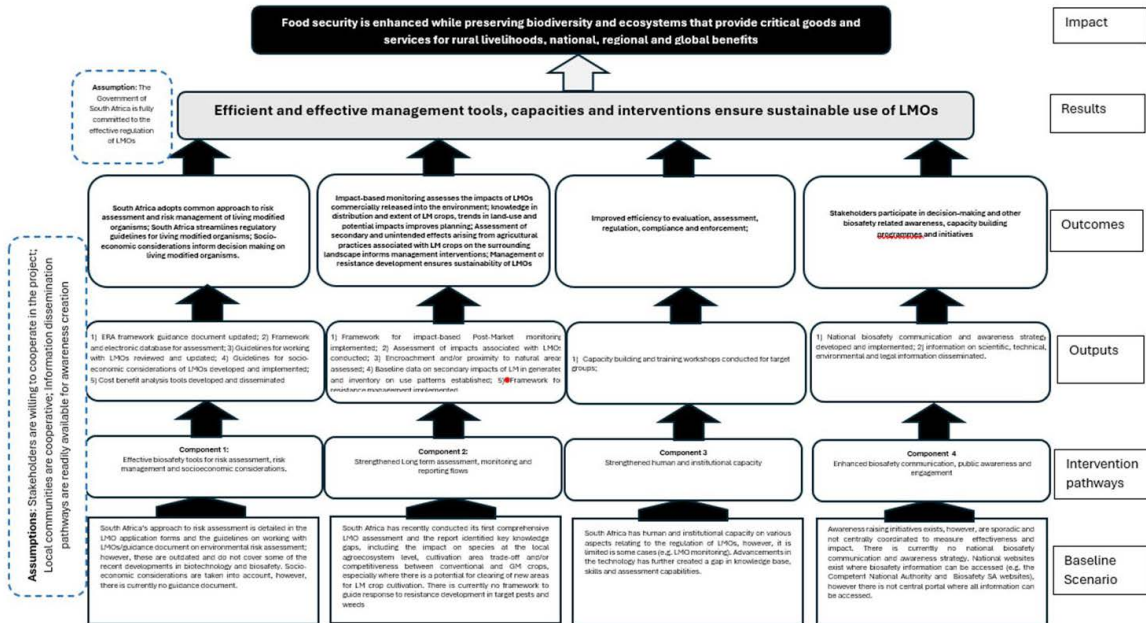 Food security is enhanced while preserving biodiversity and ecosystems that provide critical goods and
services for rural livelihoods, national, regional and global benefits
Impact
Assumption: The
Government of
South Africa is fully
committed to the
effective regulation
of LMOs
Efficient and effective management tools, capacities and interventions ensure sustainable use of LMOs
Results
South Africa adopts common approach to risk
assessment and risk management of living modified
organisms; South Africa streamlines regulatory
guidelines for living modified organisms; Socio-
economic considerations inform decision making on
living modified organisms.
Impact-based monitoring assesses the impacts of LMOs
commercially released into the environment; knowledge in
distribution and extent of LM crops, trends in land-use and
potential impacts improves planning; Assessment of
secondary and unintended effects arising from agricultural
practices associated with LM crops on the surrounding
landscape informs management interventions; Management of
resistance development ensures sustainability of LMOs
Improved efficiency to evaluation, assessment,
regulation, compliance and enforcement;
Stakeholders participate in decision-making and other
biosafety related awareness, capacity building
programmes and initiatives
Outcomes
Assumptions: Stakeholders are willing to cooperate in the project;
Local communities are cooperative; Information dissemination
pathways are readily available for awareness creation
1) ERA framework guidance document updated; 2) Framework
and electronic database for assessment; 3) Guidelines for working
with LMOs reviewed and updated; 4) Guidelines for socio-
economic considerations of LMOs developed and implemented;
5) Cost benefit analysis tools developed and disseminated
1) Framework for impact-based Post-Market monitoring
implemented; 2) Assessment of impacts associated with LMOs
conducted; 3) Encroachment and/or proximity to natural areas
assessed; 4) Baseline data on secondary impacts of LM in generated
and inventory on use patterns established; 5) Framework for
resistance management implemented
1) Capacity building and training workshops conducted for target
groups;
1) National biosafety communication and awareness strategy
developed and implemented; 2) information on scientific, technical,
environmental and legal information disseminated.
Outputs
Component 1:
Effective biosafety tools for risk assessment, risk
management and socioeconomic considerations.
Component 2:
Strengthened Long term assessment, monitoring and
reporting flows
Component 3
Strengthened human and institutional capacity
Component 4
Enhanced biosafety communication, public awareness and
engagement
Intervention
pathways
South Africa's approach to risk assessment is detailed in the
LMO application forms and the guidelines on working with
LMOs/guidance document on environmental risk assessment;
however, these are outdated and do not cover some of the
recent developments in biotechnology and biosafety. Socio-
economic considerations are taken into account, however,
there is currently no guidance document.
South Africa has recently conducted its first comprehensive
LMO assessment and the report identified key knowledge
gaps, including the impact on species at the local
agroecosystem level, cultivation area trade-off and/or
competitiveness between conventional and GM crops,
especially where there is a potential for clearing of new areas
for LM crop cultivation. There is currently no framework to
guide response to resistance development in target pests and
weeds
South Africa has human and institutional capacity on various
aspects relating to the regulation of LMOs, however, it is
limited is some cases (e.g. LMO monitoring). Advancements in
the technology has further created a gap in knowledge base,
skills and assessment capabilities.
Awareness raising initiatives exists, however, are sporadic and
not centrally coordinated to measure effectiveness and
impact. There is currently no national biosafety
communication and awareness strategy. National websites
exist where biosafety information can be accessed (e.g. the
Competent National Authority and Biosafety SA websites),
however there is not central portal where all information can
be accessed.
Baseline
Scenario